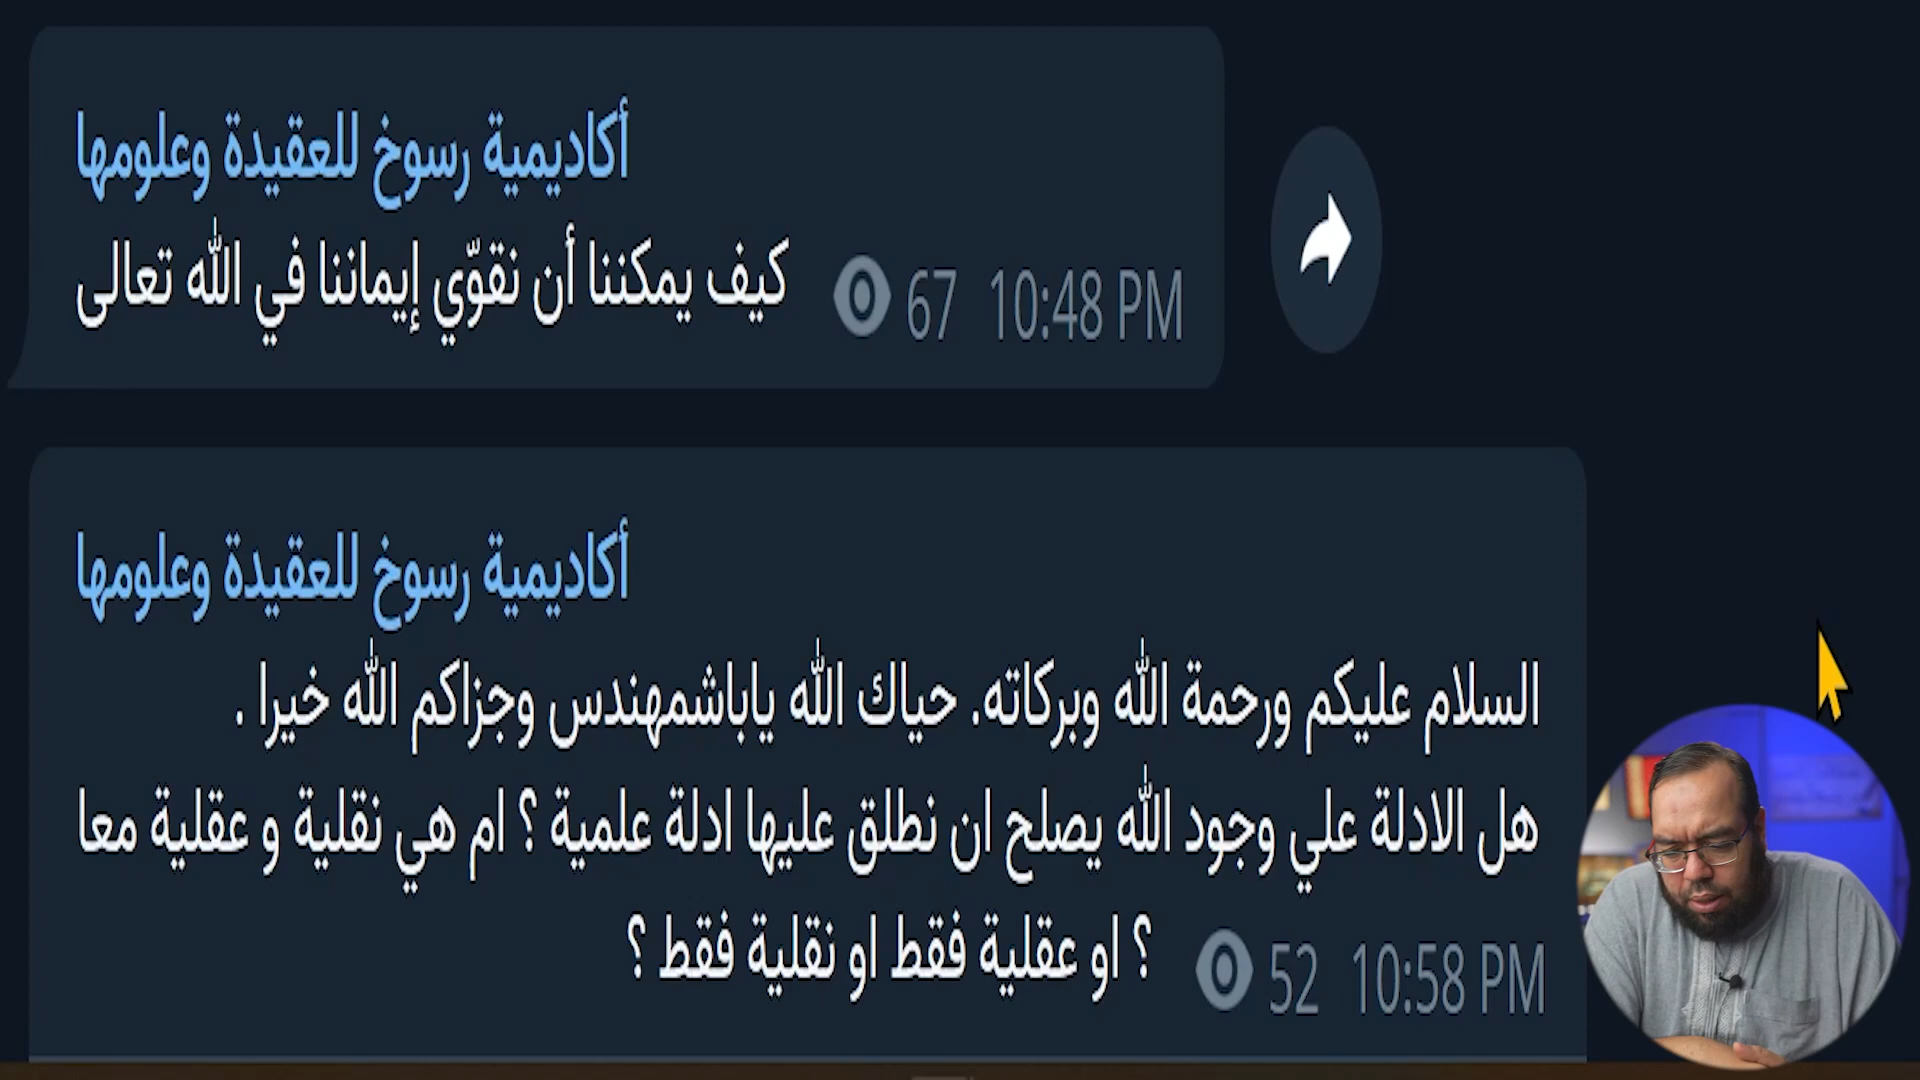 أكاديمية رسوخ للعقيدة وعلومها
كيف يمكننا أن نقوّي إيماننا في الله تعالى 67 10:48 PM
أكاديمية رسوخ للعقيدة وعلومها
السلام عليكم ورحمة الله وبركاته. حياك الله ياباشمهندس وجزاكم الله خيرا .
هل الادلة علي وجود الله يصلح ان نطلق عليها ادلة علمية ؟ ام هي نقلية و عقلية معا
؟ او عقلية فقط او نقلية فقط ؟ 52 10:58 PM